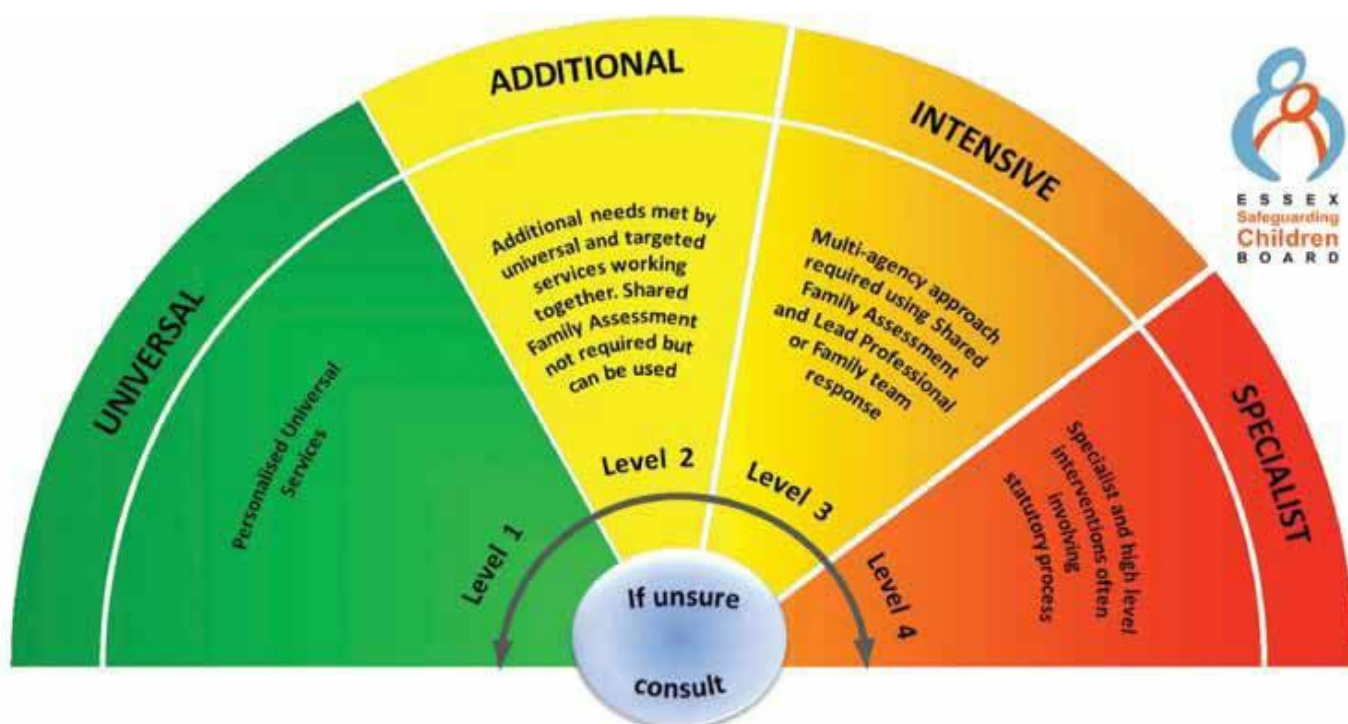 UNIVERSAL
Personalised Universal
Services
Level 1
ADDITIONAL
Additional needs met by
universal and targeted
services working
together. Shared
Family Assessment
not required but
can be used
Level 2
INTENSIVE
Multi-agency approach
required using Shared
Family Assessment
and Lead Professional
or Family team
response
Level 3
SPECIALIST
Specialist and high level
interventions often
involving
statutory process
Level 4
If unsure
consult
ESSEX
Safeguarding
Children
BOARD